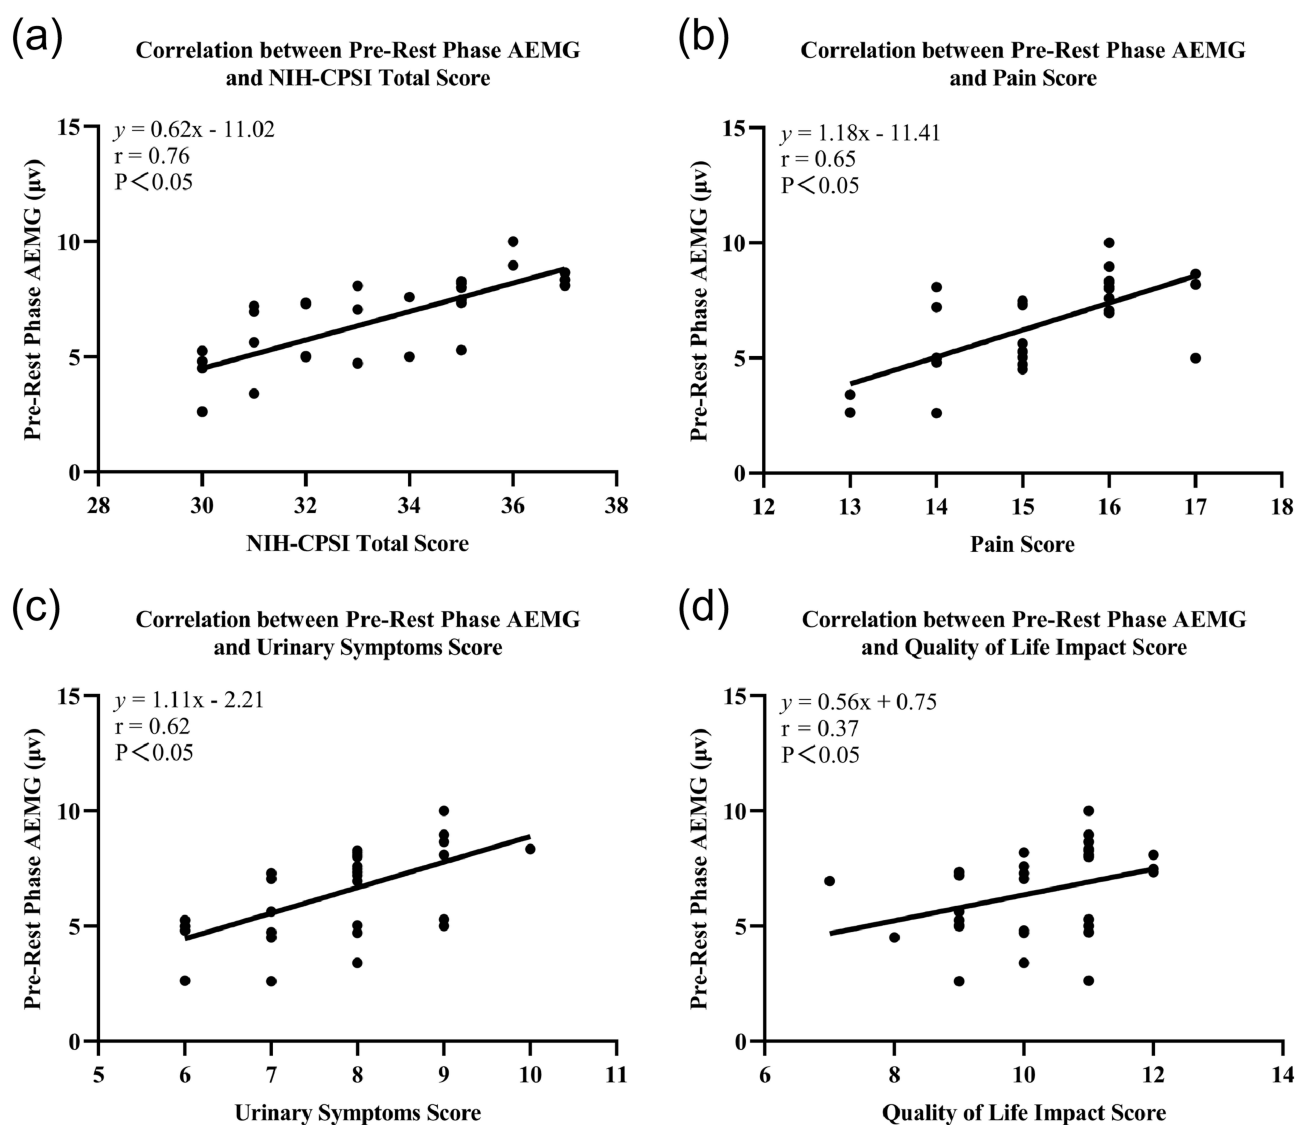 (a)
Correlation between Pre-Rest Phase AEMG
and NIH-CPSI Total Score
y = 0.62x - 11.02
r = 0.76
P＜0.05
Pre-Rest Phase AEMG (μv)
15
10
5
0
28 30 32 34 36 38
NIH-CPSI Total Score
(b)
Correlation between Pre-Rest Phase AEMG
and Pain Score
y = 1.18x - 11.41
r = 0.65
P＜0.05
Pre-Rest Phase AEMG (μv)
15
10
5
0
12 13 14 15 16 17 18
Pain Score
(c)
Correlation between Pre-Rest Phase AEMG
and Urinary Symptoms Score
y = 1.11x - 2.21
r = 0.62
P＜0.05
Pre-Rest Phase AEMG (μv)
15
10
5
0
5 6 7 8 9 10 11
Urinary Symptoms Score
(d)
Correlation between Pre-Rest Phase AEMG
and Quality of Life Impact Score
y = 0.56x + 0.75
r = 0.37
P＜0.05
Pre-Rest Phase AEMG (μv)
15
10
5
0
6 8 10 12 14
Quality of Life Impact Score